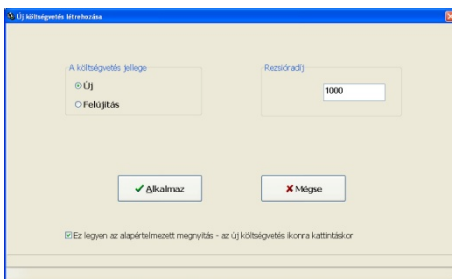 Új költségvetés létrehozása
A költségvetés jellege
Új
Felújítás
Rezsióradíj
1000
Alkalmaz
Mégse
Ez legyen az alapértelmezett megnyitás - az új költségvetés ikonra kattintáskor